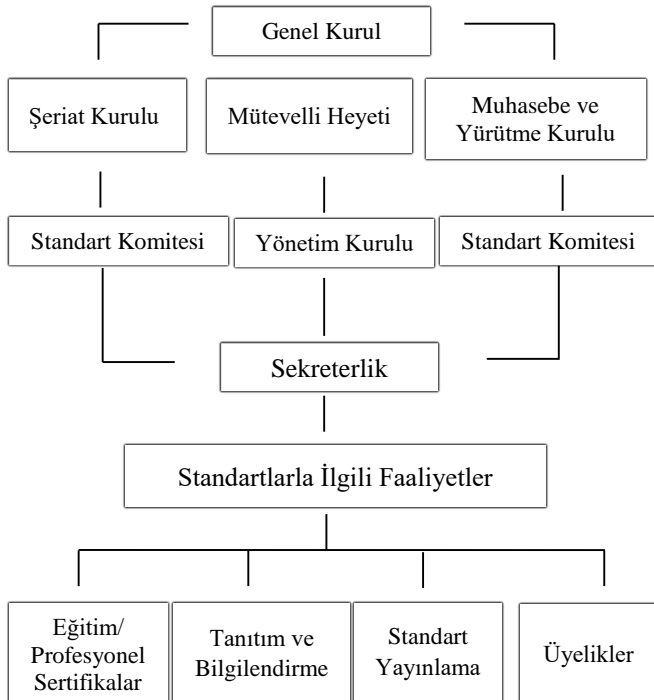 Genel Kurul
Şeriat Kurulu
Mütevelli Heyeti
Muhasebe ve
Yürütme Kurulu
Standart Komitesi
Yönetim Kurulu
Standart Komitesi
Sekreterlik
Standartlarla İlgili Faaliyetler
Eğitim/
Profesyonel
Sertifikalar
Tanıtım ve
Bilgilendirme
Standart
Yayınlama
Üyelikler